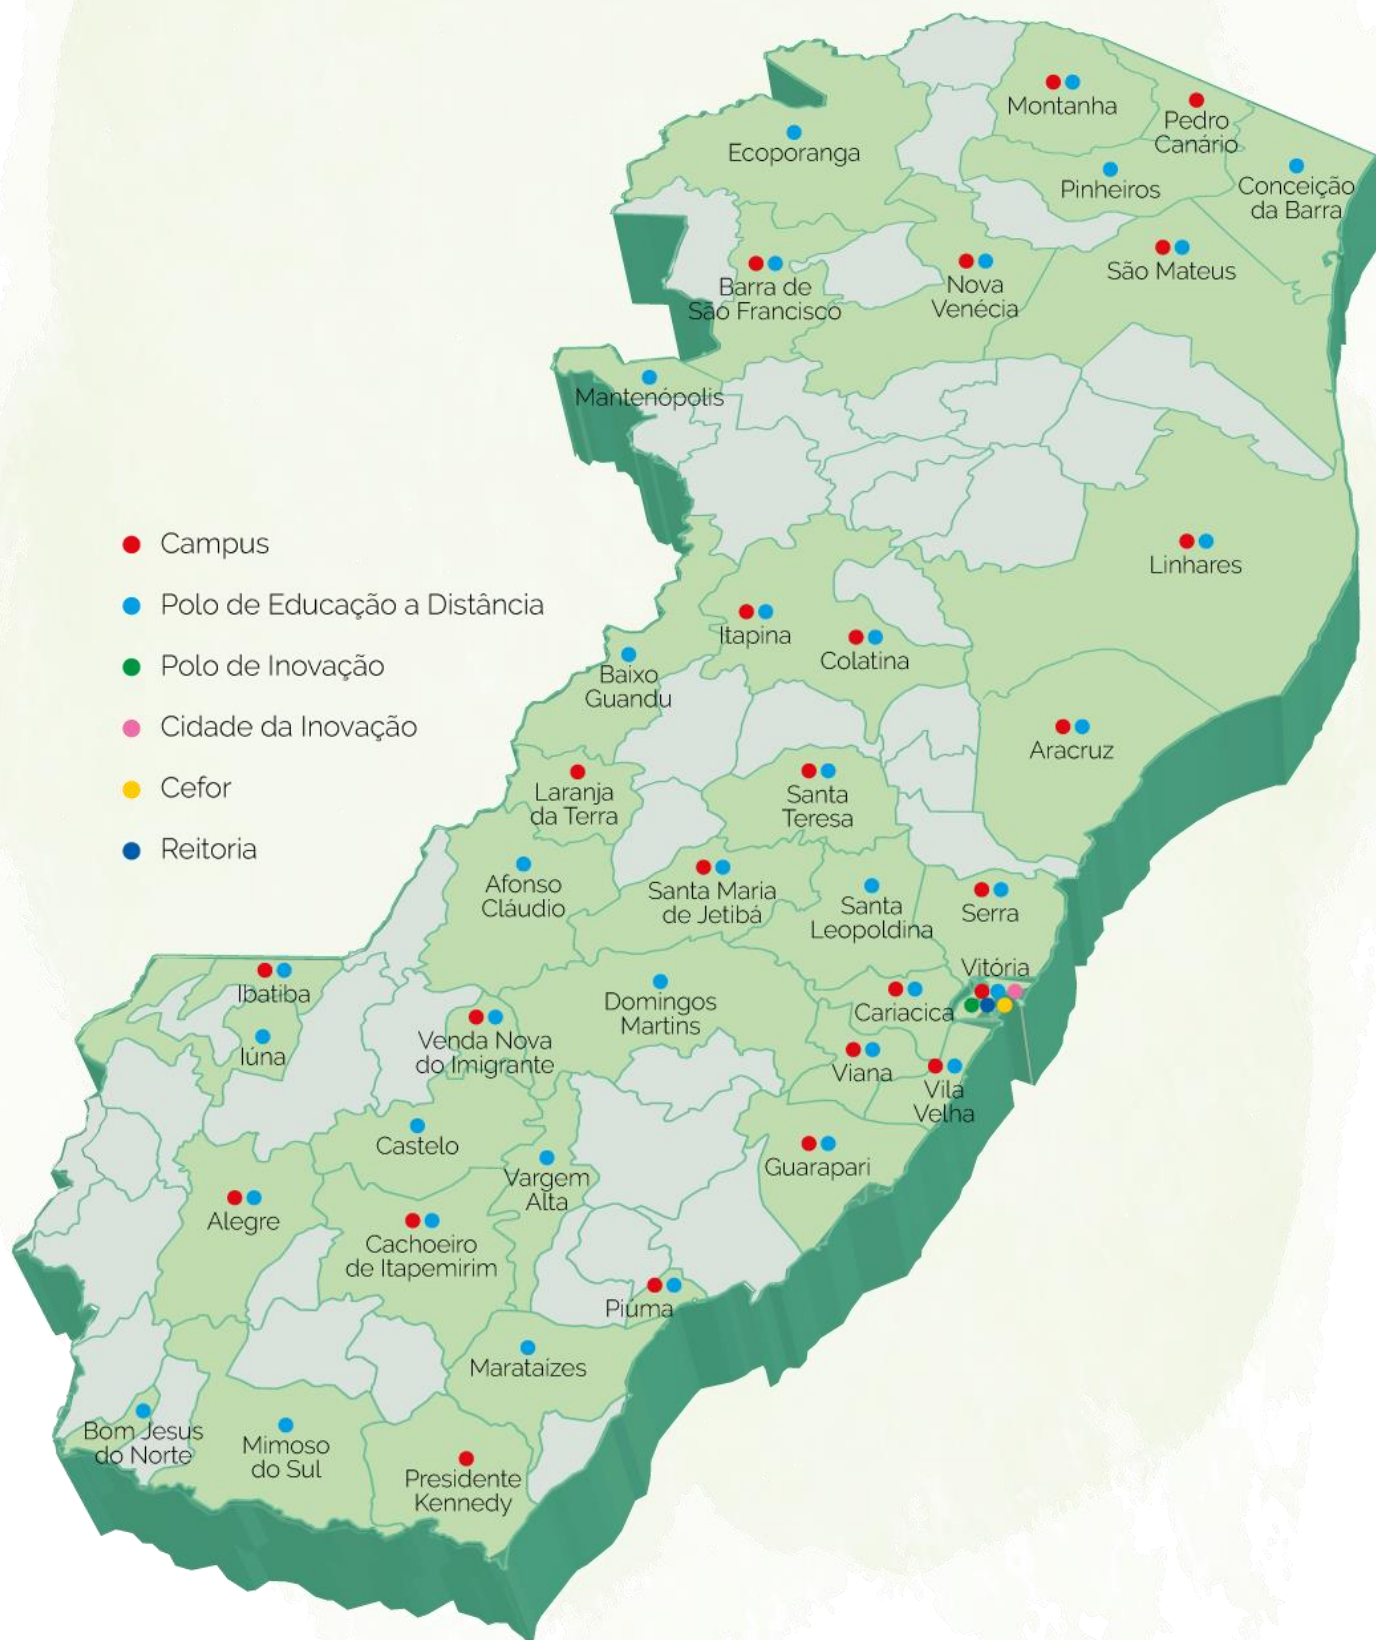 Montanha
Pedro
Canário
Ecoporanga
Pinheiros
Conceição
da Barra
São Mateus
Barra de
São Francisco
Nova
Venécia
Mantenópolis
Campus
Polo de Educação a Distância
Polo de Inovação
Cidade da Inovação
Cefor
Reitoria
Linhares
Itapina
Colatina
Baixo
Guandu
Aracruz
Laranja
da Terra
Santa
Teresa
Afonso
Cláudio
Santa Maria
de Jetibá
Santa
Leopoldina
Serra
Vitória
Ibatiba
Domingos
Martins
Cariacica
Iúna
Venda Nova
do Imigrante
Viana
Vila
Velha
Castelo
Vargem
Alta
Guarapari
Alegre
Cachoeiro
de Itapemirim
Piúma
Marataízes
Bom Jesus
do Norte
Mimoso
do Sul
Presidente
Kennedy